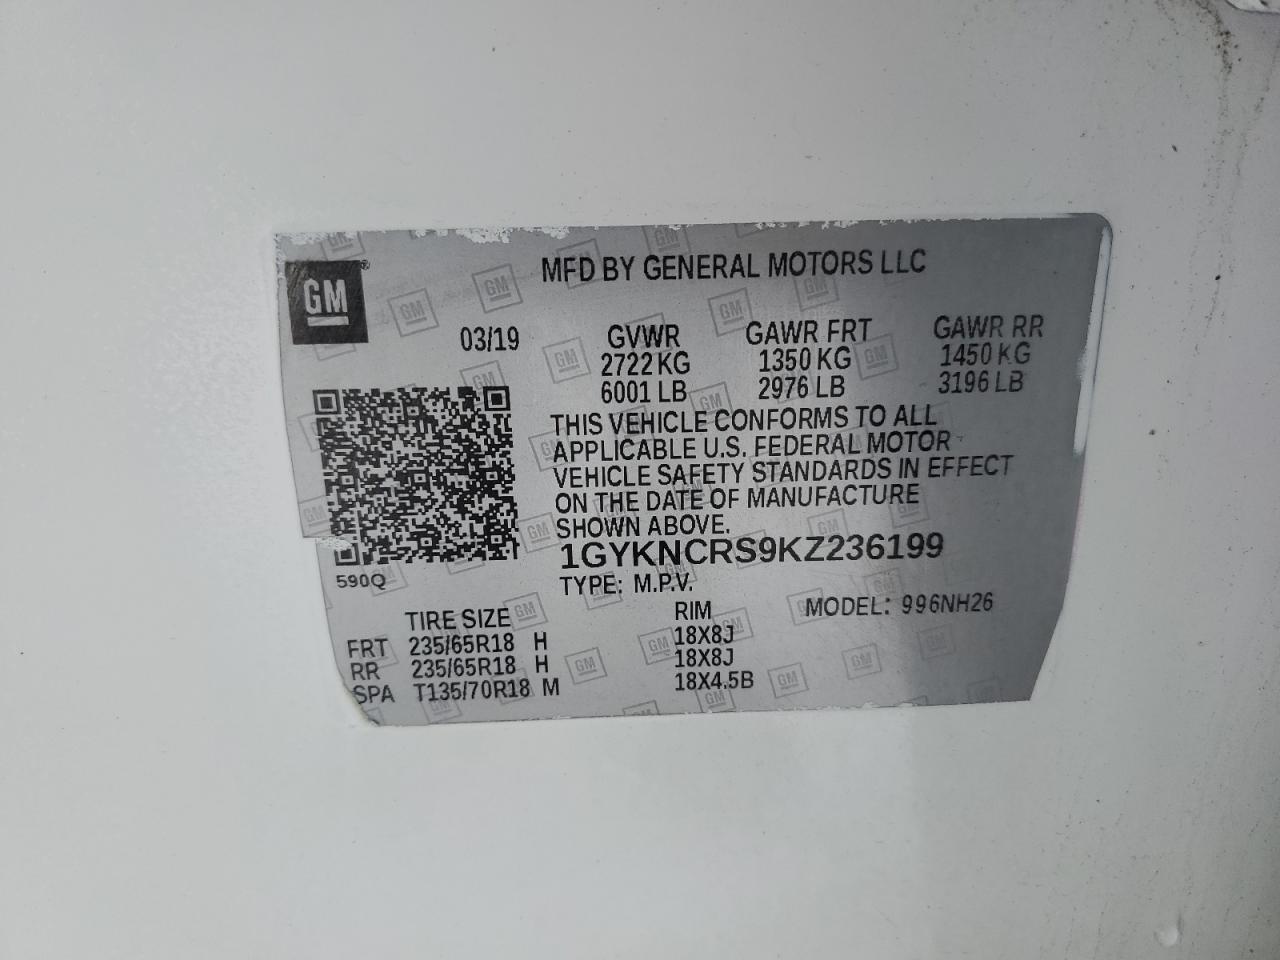 GM
MFD BY GENERAL MOTORS LLC
03/19 GVWR GAWR FRT GAWR RR
2722 KG 1350 KG 1450 KG
6001 LB 2976 LB 3196 LB
THIS VEHICLE CONFORMS TO ALL
APPLICABLE U.S. FEDERAL MOTOR
VEHICLE SAFETY STANDARDS IN EFFECT
ON THE DATE OF MANUFACTURE
SHOWN ABOVE.
1GYKNCRS9KZ236199
590Q
TYPE: M.P.V.
TIRE SIZE RIM MODEL: 996NH26
FRT 235/65R18 H 18X8J
RR 235/65R18 H 18X8J
SPA T135/70R18 M 18X4.5B